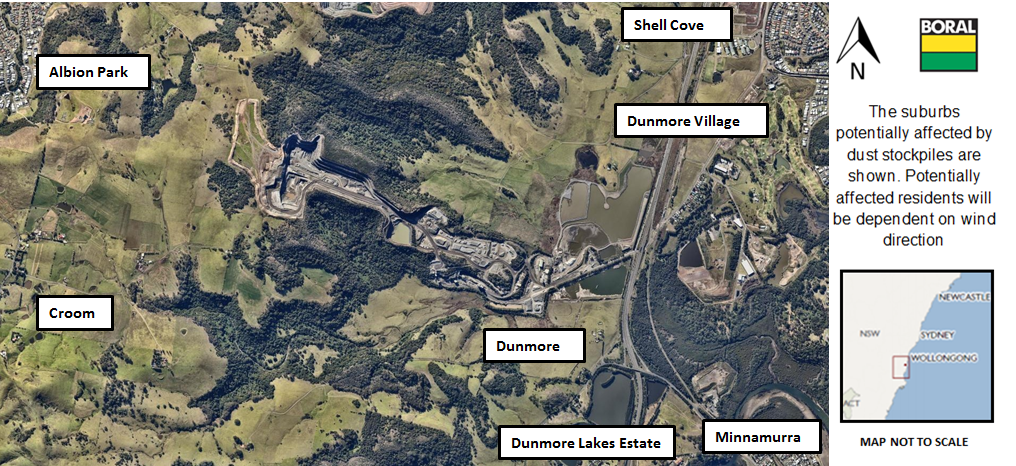 Shell Cove
Albion Park
Dunmore Village
Croom
Dunmore
Dunmore Lakes Estate
Minnamurra
N
BORAL
The suburbs
potentially affected by
dust stockpiles are
shown. Potentially
affected residents will
be dependent on wind
direction
NEWCASTLE
NSW
SYDNEY
WOLLONGONG
ACT
MAP NOT TO SCALE